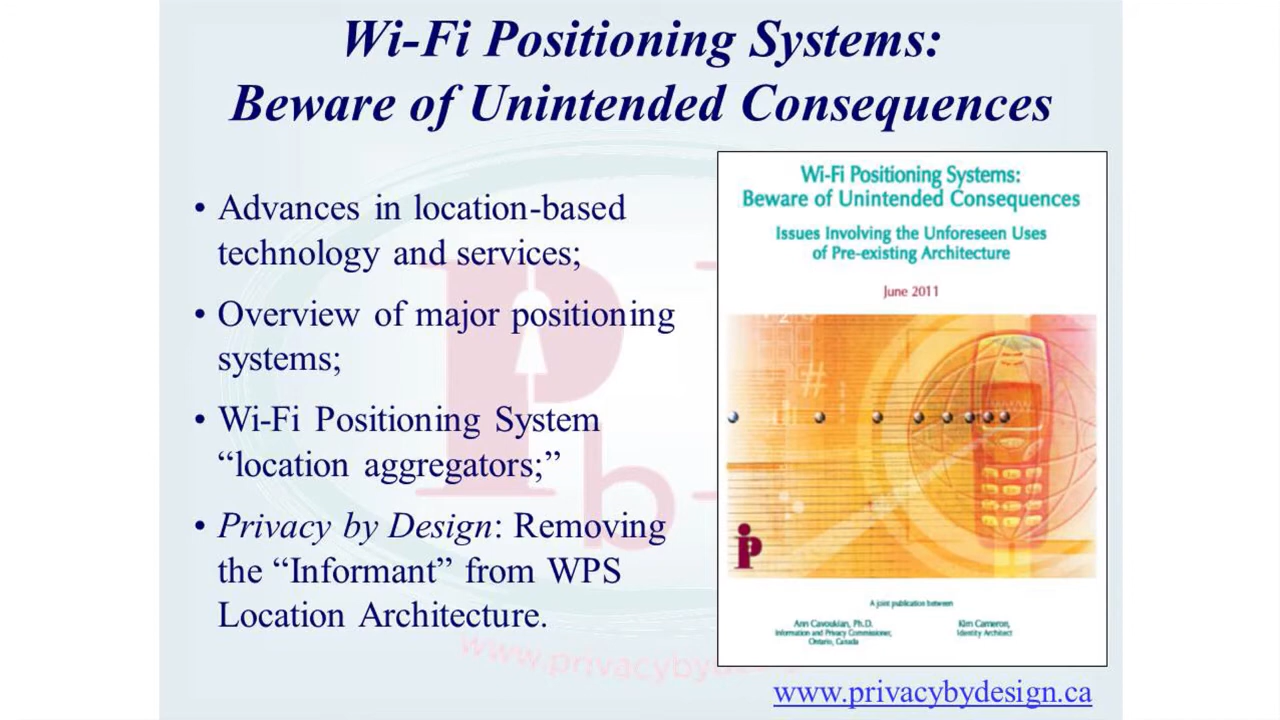 Wi-Fi Positioning Systems:
Beware of Unintended Consequences
• Advances in location-based
technology and services;
• Overview of major positioning
systems;
• Wi-Fi Positioning System
“location aggregators;”
• Privacy by Design: Removing
the “Informant” from WPS
Location Architecture.
Wi-Fi Positioning Systems:
Beware of Unintended Consequences
Issues Involving the Unforeseen Uses
of Pre-existing Architecture
June 2011
A joint publication between
Ann Cavoukian, Ph.D.
Information and Privacy Commissioner,
Ontario, Canada
Kim Cameron,
Identity Architect
www.privacybydesign.ca